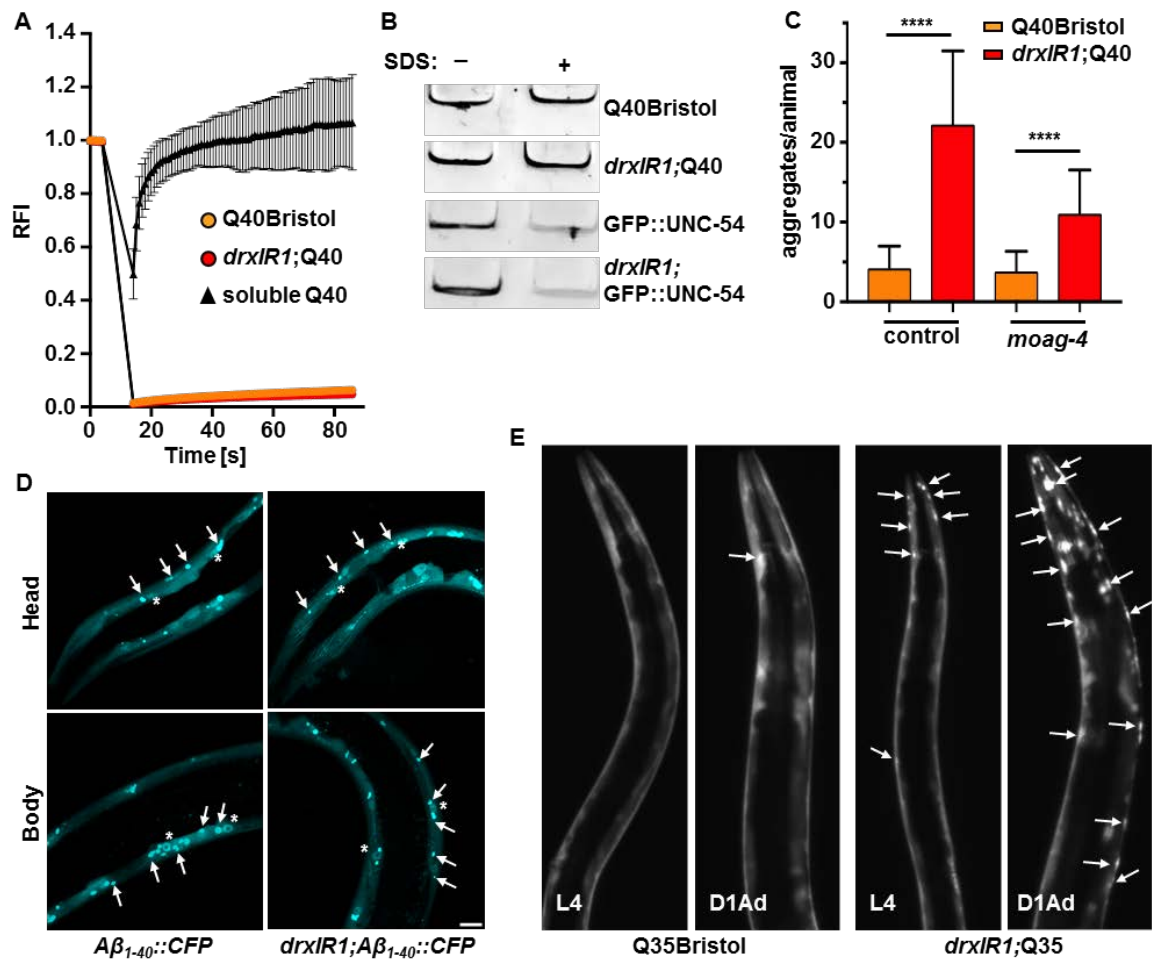 A
1.4
1.2
1.0
0.8
0.6
0.4
0.2
0.0
RFI
0 20 40 60 80
Time [s]
Q40Bristol
drxIR1;Q40
soluble Q40
B
SDS: – +
Q40Bristol
drxIR1;Q40
GFP::UNC-54
drxIR1;
GFP::UNC-54
C
aggregates/animal
30
20
10
0
****
****
Q40Bristol
drxIR1;Q40
control
moag-4
D
Head
* * * *
Body
* * * *
Aβ1-40::CFP
drxIR1;Aβ1-40::CFP
E
L4 D1Ad L4 D1Ad
Q35Bristol
drxIR1;Q35